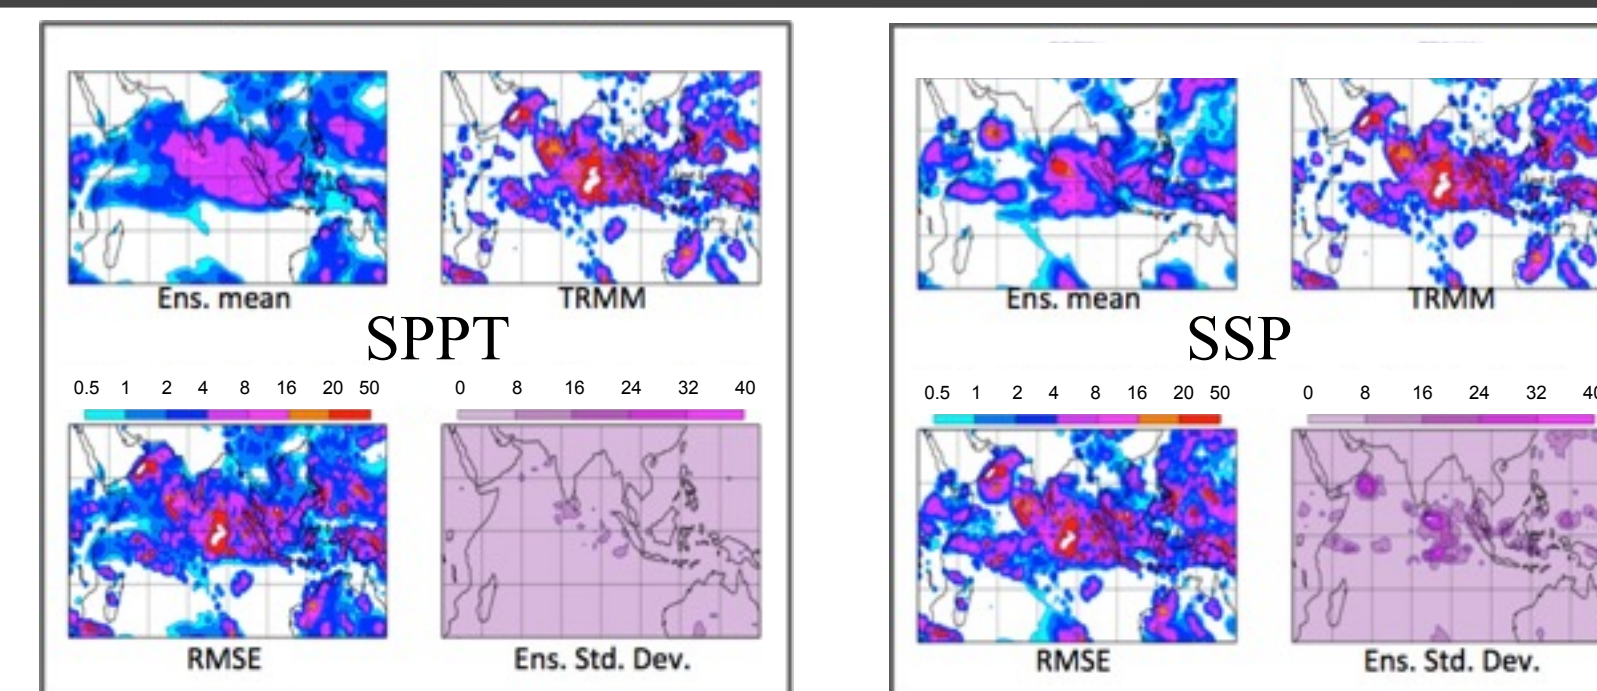 Ens. mean
TRMM
SPPT
0.5 1 2 4 8 16 20 50
0 8 16 24 32 40
RMSE
Ens. Std. Dev.
Ens. mean
TRMM
SSP
0.5 1 2 4 8 16 20 50
0 8 16 24 32
RMSE
Ens. Std. Dev.